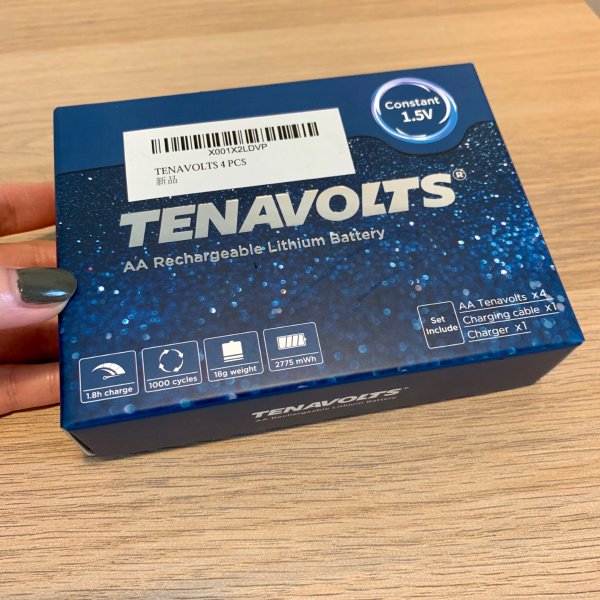 Constant
1.5V
X001X2LDVP
TENAVOLTS 4 PCS
新品
TENAVOLTS®
AA Rechargeable Lithium Battery
Set
Include
AA Tenavolts x4
Charging cable x1
Charger x1
1.8h charge
1000 cycles
18g weight
2775 mWh
TENAVOLTS®
AA Rechargeable Lithium Battery